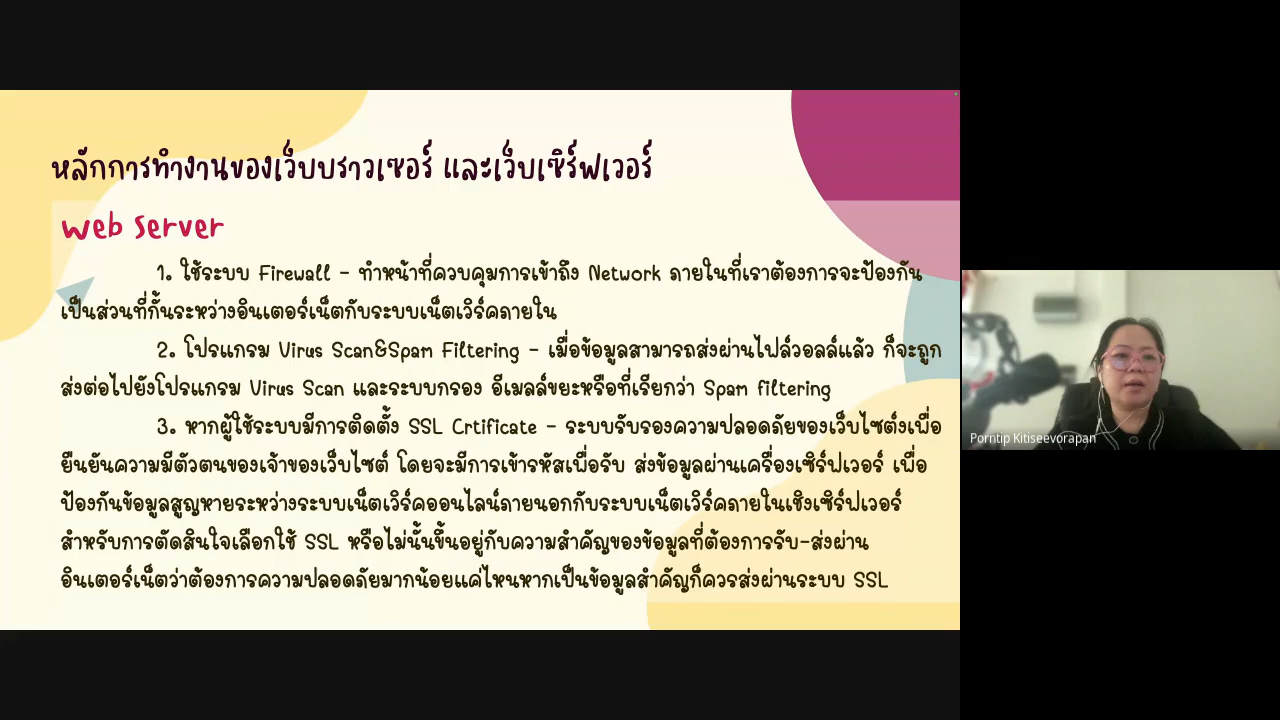 หลักการทำงานของเว็บบราวเซอร์ และเว็บเซิร์ฟเวอร์
Web Server
1. ใช้ระบบ Firewall - ทำหน้าที่ควบคุมการเข้าถึง Network ภายในที่เราต้องการจะป้องกัน
เป็นส่วนที่กั้นระหว่างอินเตอร์เน็ตกับระบบเน็ตเวิร์คภายใน
2. โปรแกรม Virus Scan&Spam Filtering - เมื่อข้อมูลสามารถส่งผ่านไปล์วอลล์แล้ว ก็จะถูก
ส่งต่อไปยังโปรแกรม Virus Scan และระบบกรอง อีเมลล์ขยะหรือที่เรียกว่า Spam filtering
3. หากผู้ใช้ระบบมีการติดตั้ง SSL Crtificate - ระบบรับรองความปลอดภัยของเว็บไซต์งเพื่อ
ยืนยันความมีตัวตนของเจ้าของเว็บไซต์ โดยจะมีการเข้ารหัสเพื่อรับ ส่งข้อมูลผ่านเครื่องเซิร์ฟเวอร์ เพื่อ
ป้องกันข้อมูลสูญหายระหว่างระบบเน็ตเวิร์คออนไลน์ภายนอกกับระบบเน็ตเวิร์คภายในเชิงเซิร์ฟเวอร์
สำหรับการตัดสินใจเลือกใช้ SSL หรือไม่นั้นขึ้นอยู่กับความสำคัญของข้อมูลที่ต้องการรับ-ส่งผ่าน
อินเตอร์เน็ตว่าต้องการความปลอดภัยมากน้อยแค่ไหนหากเป็นข้อมูลสำคัญก็ควรส่งผ่านระบบ SSL
Porntip Kitiseevorapan